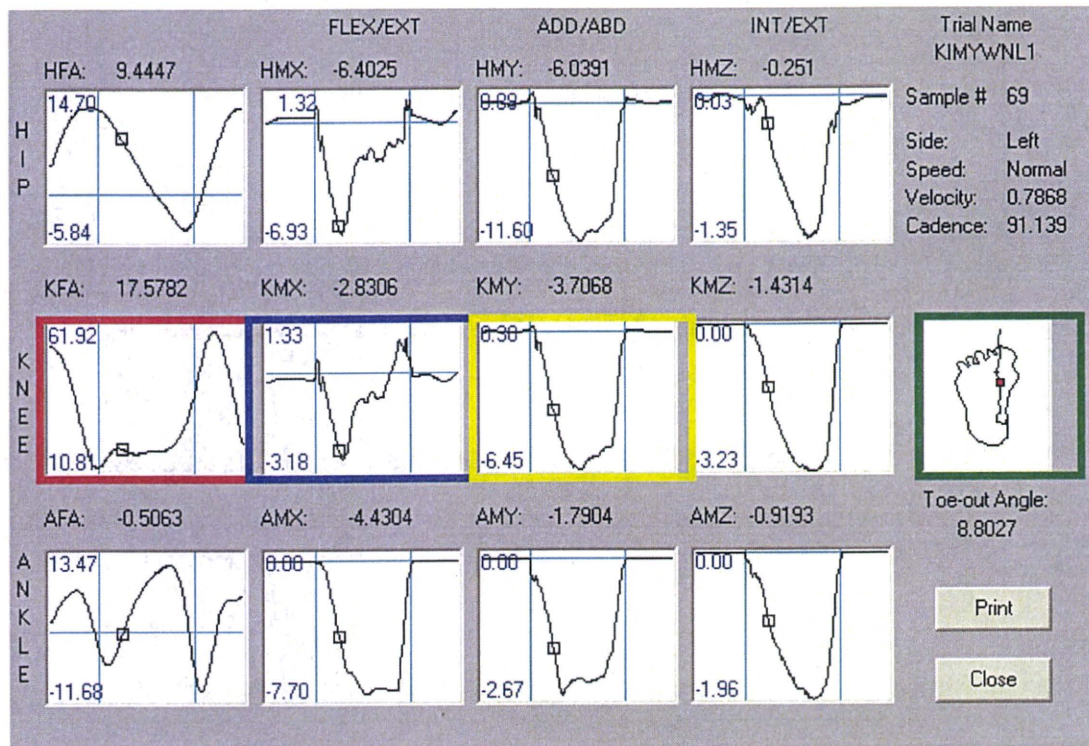 FLEX/EXT ADD/ABD INT/EXT Trial Name
KIMYWNL1
HFA: 9.4447 HMX: -6.4025 HMY: -6.0391 HMZ: -0.251
Sample # 69
14.70 1.32 0.89 0.03
HIP
Side: Left
Speed: Normal
Velocity: 0.7868
Cadence: 91.139
-5.84 -6.93 -11.60 -1.35
KFA: 17.5782 KMX: -2.8306 KMY: -3.7068 KMZ: -1.4314
61.92 1.33 0.30 0.00
KNEE
10.81 -3.18 -6.45 -3.23
Toe-out Angle:
8.8027
AFA: -0.5063 AMX: -4.4304 AMY: -1.7904 AMZ: -0.9193
13.47 0.00 0.00 0.00
ANKLE
Print
-11.68 -7.70 -2.67 -1.96
Close